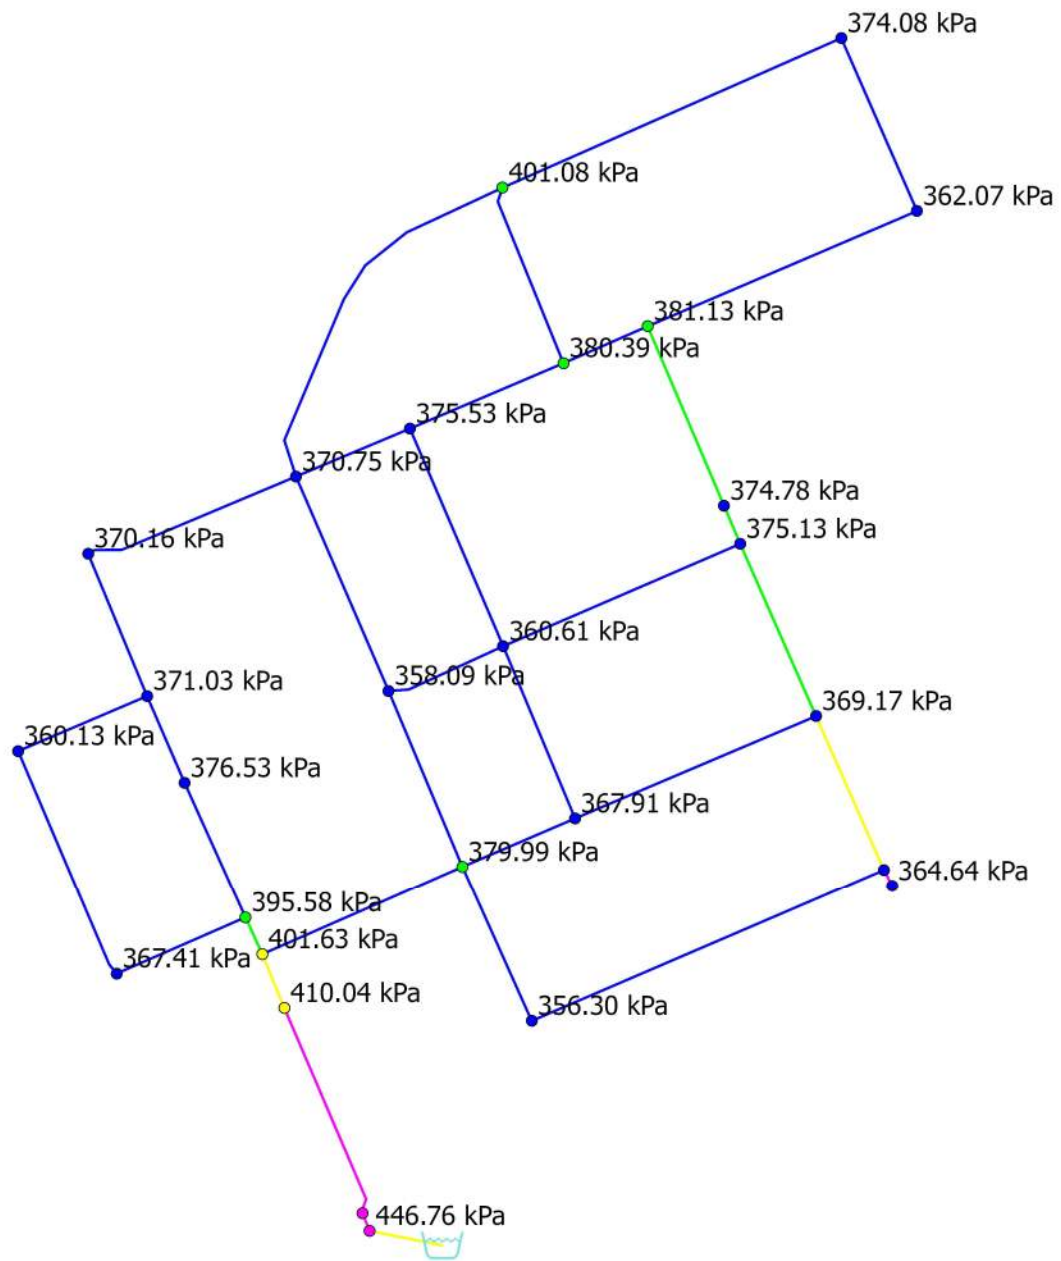 374.08 kPa
401.08 kPa
362.07 kPa
381.13 kPa
380.39 kPa
375.53 kPa
370.75 kPa
374.78 kPa
375.13 kPa
370.16 kPa
360.61 kPa
358.09 kPa
371.03 kPa
369.17 kPa
360.13 kPa
376.53 kPa
367.91 kPa
379.99 kPa
364.64 kPa
395.58 kPa
401.63 kPa
367.41 kPa
410.04 kPa
356.30 kPa
446.76 kPa